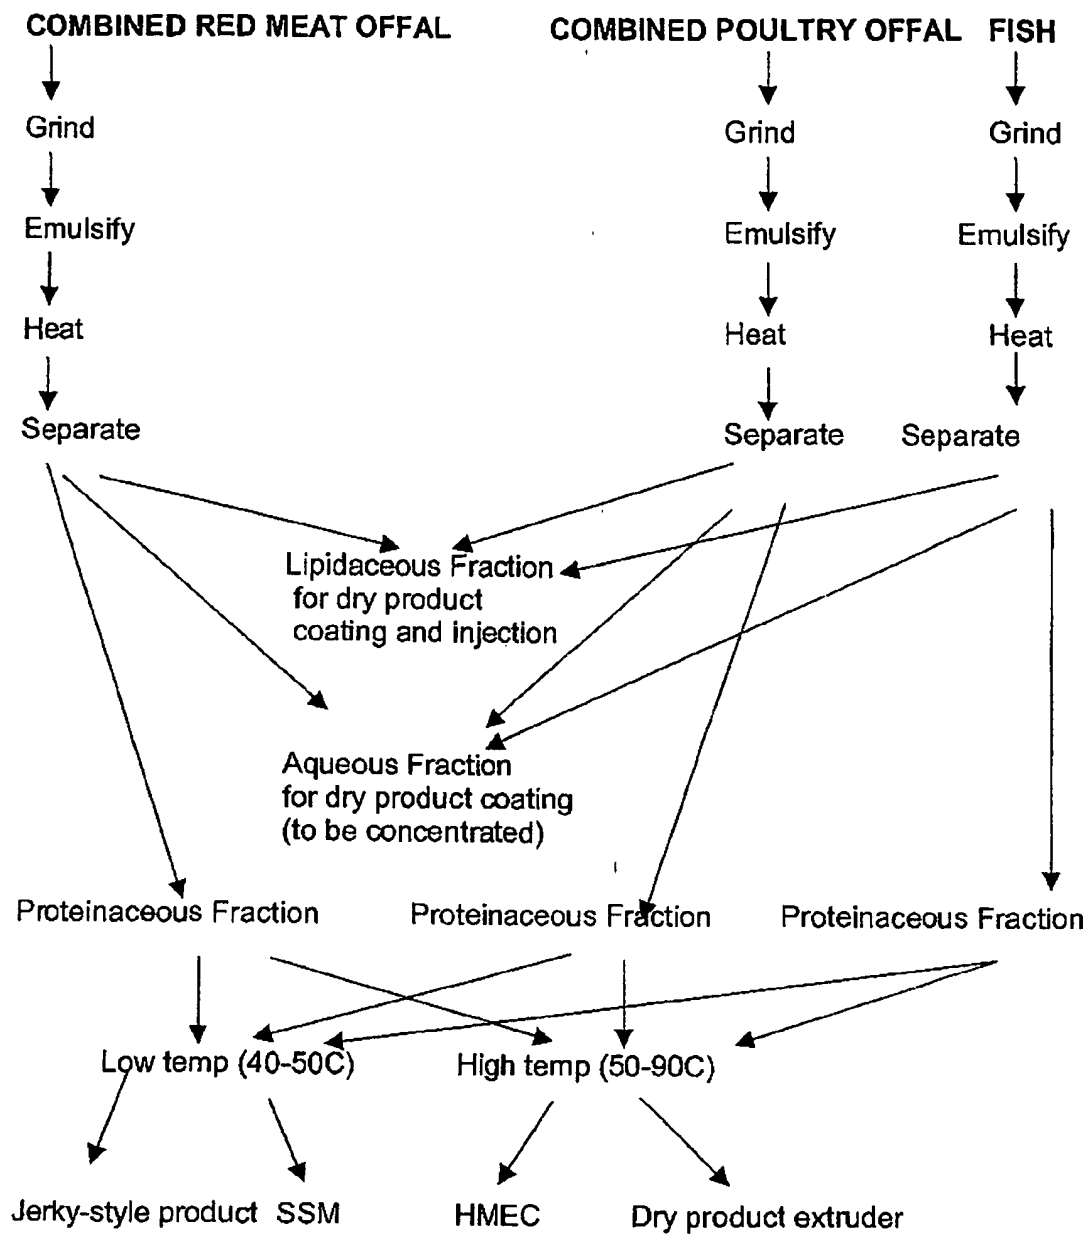 COMBINED RED MEAT OFFAL COMBINED POULTRY OFFAL FISH
Grind Grind Grind
Emulsify Emulsify Emulsify
Heat Heat Heat
Separate Separate Separate
Lipidaceous Fraction
for dry product
coating and injection
Aqueous Fraction
for dry product coating
(to be concentrated)
Proteinaceous Fraction Proteinaceous Fraction Proteinaceous Fraction
Low temp (40-50C) High temp (50-90C)
Jerky-style product SSM HMEC Dry product extruder